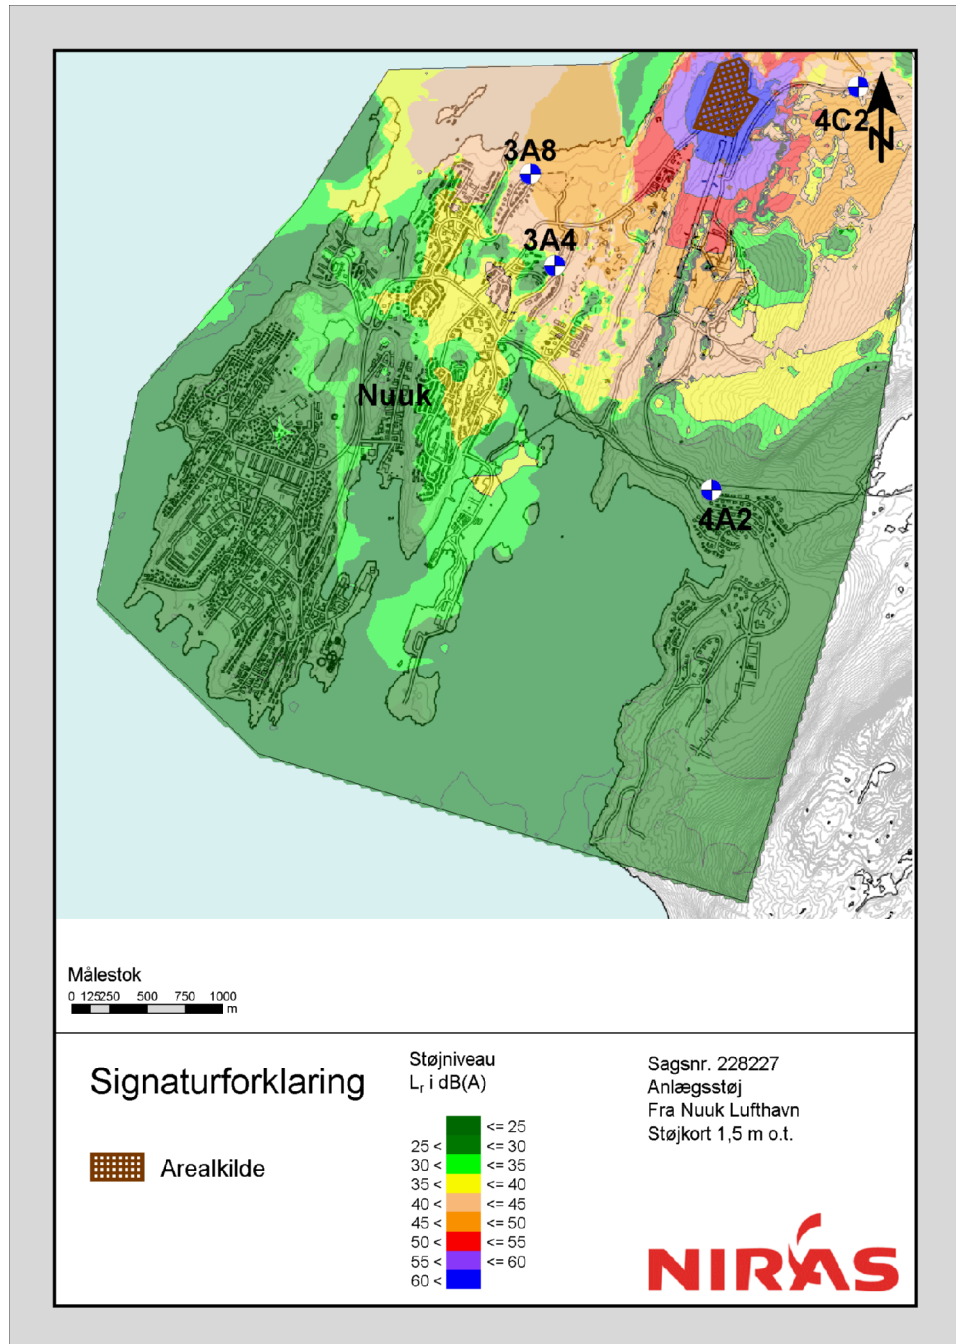 4C2
N
3A8
3A4
Nuuk
4A2
Målestok
0 125250 500 750 1000
m
Signaturforklaring
Arealkilde
Støjniveau
Lr i dB(A)
<= 25
25 < <= 30
30 < <= 35
35 < <= 40
40 < <= 45
45 < <= 50
50 < <= 55
55 < <= 60
60 <
Sagsnr. 228227
Anlægsstøj
Fra Nuuk Lufthavn
Støjkort 1,5 m o.t.
NIRAS